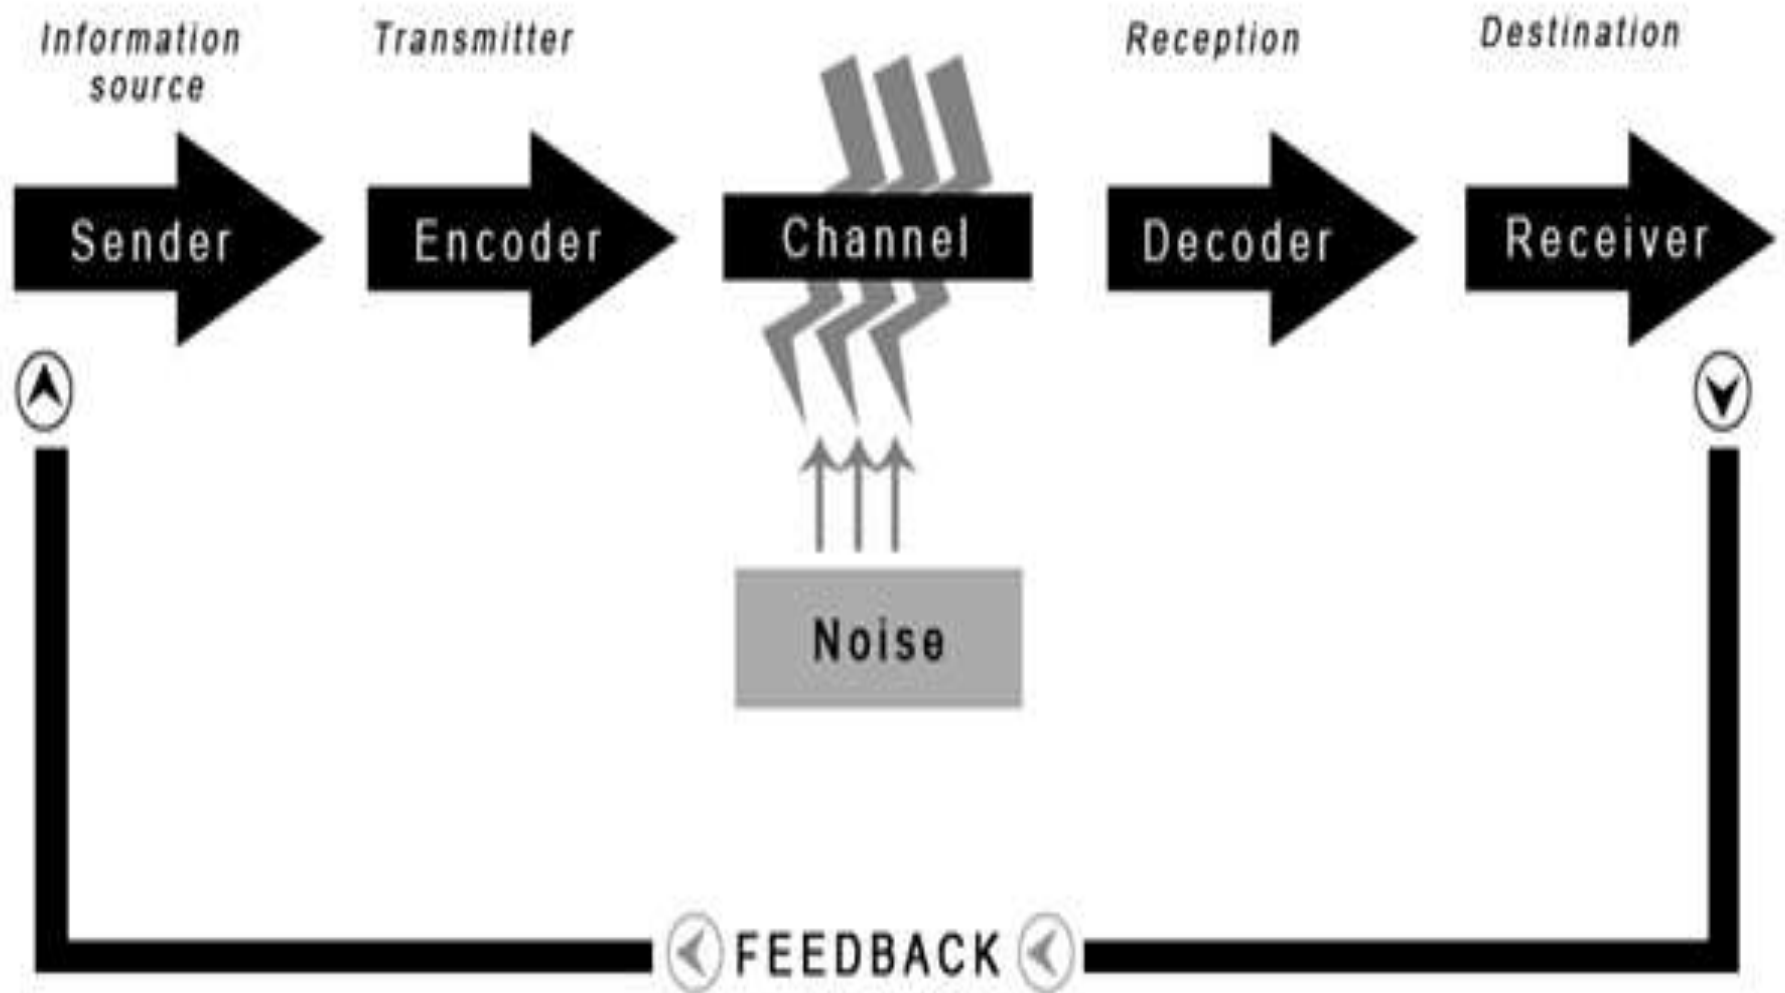 Information
source
Transmitter
Reception
Destination
Sender
Encoder
Channel
Decoder
Receiver
Noise
FEEDBACK